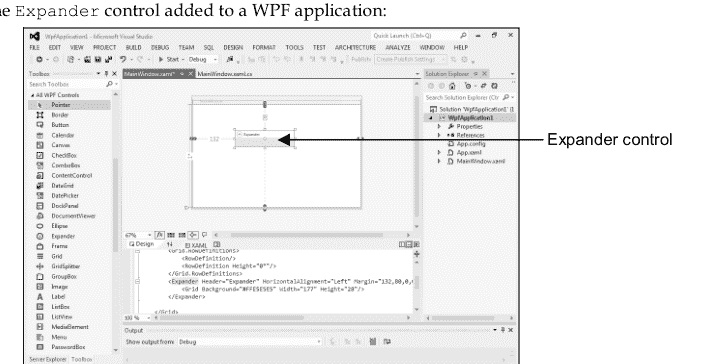 ne Expander control added to a WPF application:
WpfApplication1 - Microsoft Visual Studio
Quick Launch (Ctrl+Q)
FILE EDIT VIEW PROJECT BUILD DEBUG TEAM SQL DESIGN FORMAT TOOLS TEST ARCHITECTURE ANALYZE WINDOW HELP
Start Debug
Toolbox
Search Toolbox
All WPF Controls
Pointer
Border
Button
Calendar
Canvas
CheckBox
ComboBox
ContentControl
DataGrid
DatePicker
DockPanel
DocumentViewer
Ellipse
Expander
Frame
Grid
GridSplitter
GroupBox
Image
Label
ListBox
ListView
MediaElement
Menu
PasswordBox
Server Explorer Toolbox
MainWindow.xaml* MainWindow.xaml.cs
132
Expander
67%
Design XAML
<Grid.RowDefinitions>
<RowDefinition/>
<RowDefinition Height="0*"/>
</Grid.RowDefinitions>
<Expander Header="Expander" HorizontalAlignment="Left" Margin="132,80,0,
<Grid Background="#FFE5E5E5" Width="177" Height="28"/>
</Expander>
</Grid>
100 %
Output
Show output from: Debug
Solution Explorer
Search Solution Explorer (Ctr
Solution 'WpfApplication1' (1
WpfApplication1
Properties
References
App.config
App.xaml
MainWindow.xaml
Expander control